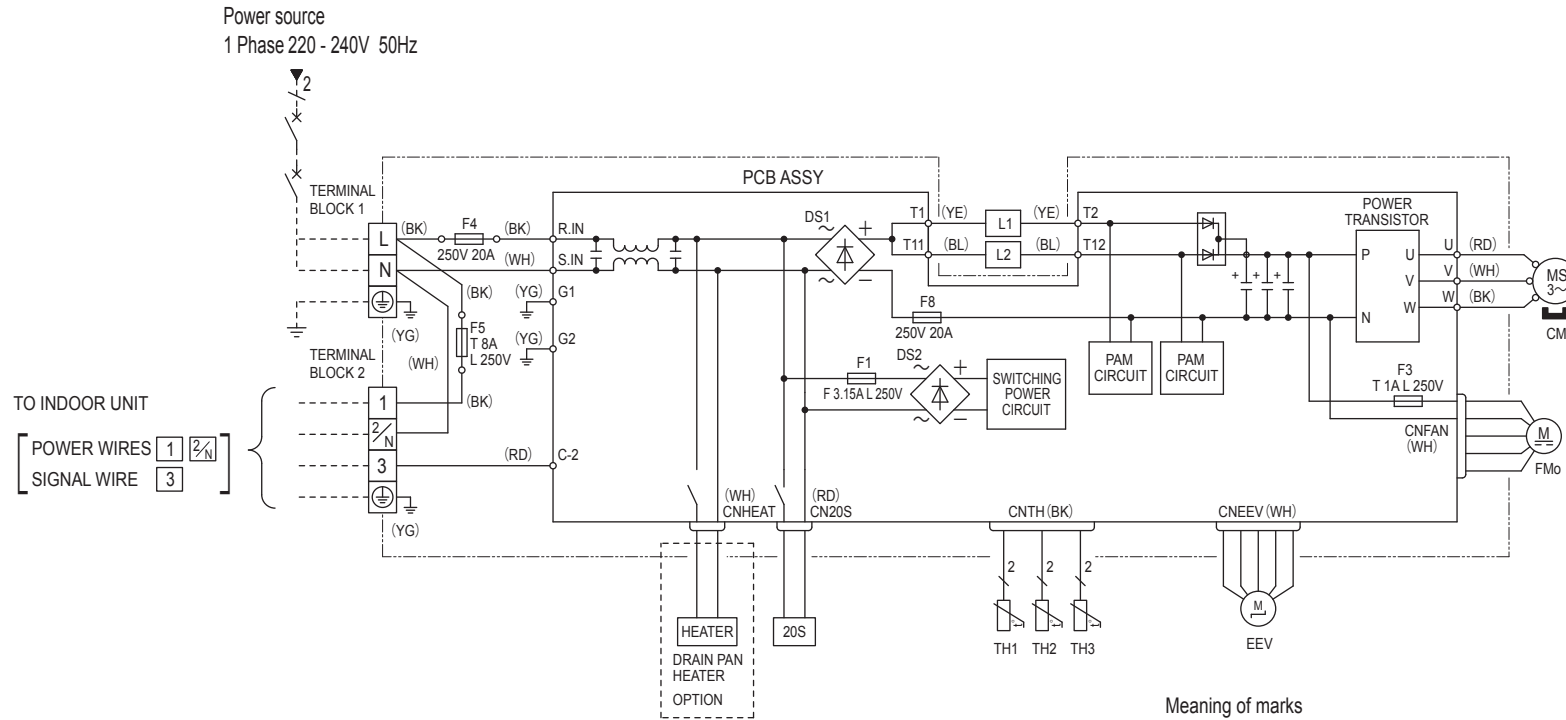 Power source
1 Phase 220 - 240V 50Hz
2
TERMINAL
BLOCK 1
L
N
(BK)
F4
250V 20A
(BK)
(WH)
(BK)
(YG)
F5
T 8A
L 250V
(WH)
TERMINAL
BLOCK 2
1
2/N
3
(BK)
(RD)
(YG)
TO INDOOR UNIT
POWER WIRES 1 2/N
SIGNAL WIRE 3
PCB ASSY
R.IN
S.IN
(YG) G1
(YG) G2
C-2
DS1
+
~
~
−
T1 (YE) L1 (YE) T2
T11 (BL) L2 (BL) T12
F8
250V 20A
F1
F 3.15A L 250V
DS2
+
~
~
−
SWITCHING
POWER
CIRCUIT
PAM
CIRCUIT
PAM
CIRCUIT
+ + +
POWER
TRANSISTOR
P
N
U
V
W
U (RD)
V (WH)
W (BK)
MS
3~
CM
F3
T 1A L 250V
CNFAN
(WH)
M
FMo
(WH)
CNHEAT
(RD)
CN20S
CNTH (BK)
CNEEV (WH)
2 2 2
TH1 TH2 TH3
M
EEV
HEATER
20S
DRAIN PAN
HEATER
OPTION
Meaning of marks